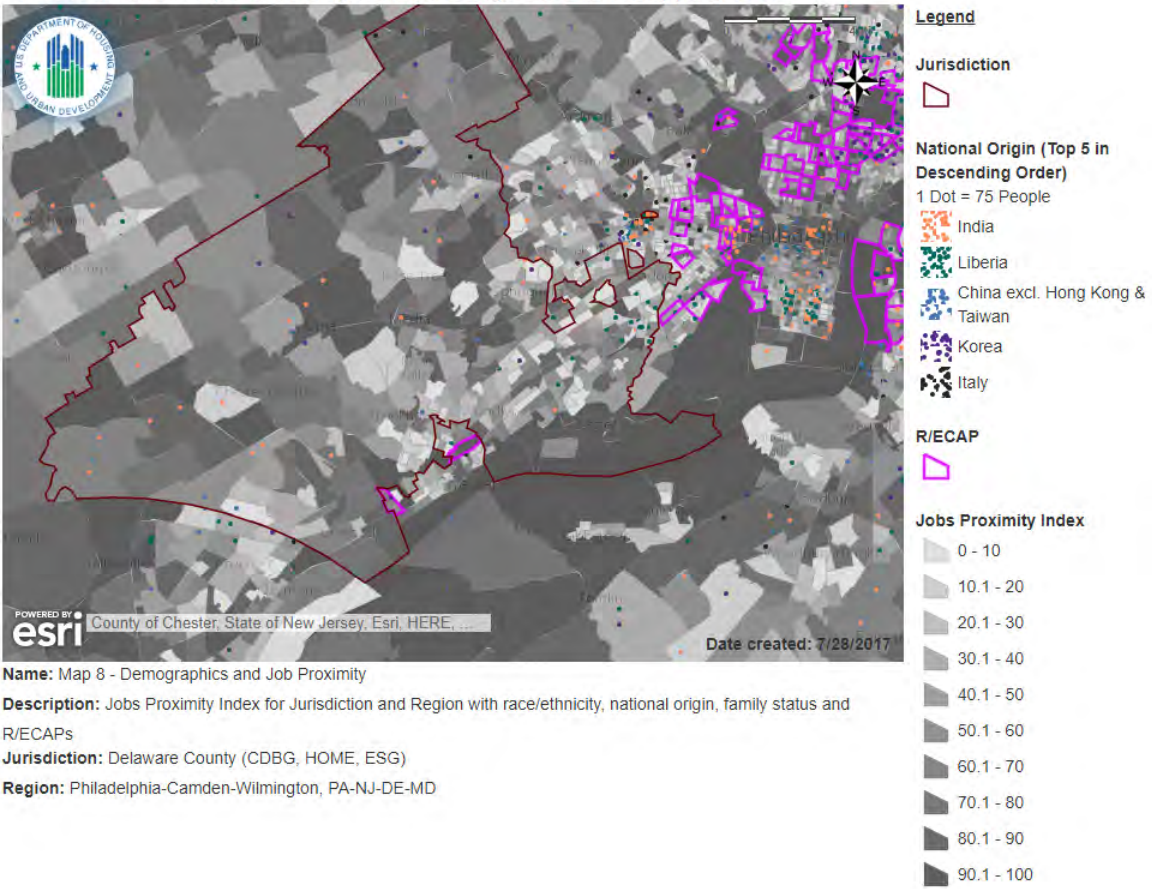 U.S. DEPARTMENT OF HOUSING
AND URBAN DEVELOPMENT
N
S
POWERED BY
esri
County of Chester, State of New Jersey, Esri, HERE, ...
Date created: 7/28/2017
Name: Map 8 - Demographics and Job Proximity
Description: Jobs Proximity Index for Jurisdiction and Region with race/ethnicity, national origin, family status and
R/ECAPs
Jurisdiction: Delaware County (CDBG, HOME, ESG)
Region: Philadelphia-Camden-Wilmington, PA-NJ-DE-MD
Legend
Jurisdiction
National Origin (Top 5 in
Descending Order)
1 Dot = 75 People
India
Liberia
China excl. Hong Kong &
Taiwan
Korea
Italy
R/ECAP
Jobs Proximity Index
0 - 10
10.1 - 20
20.1 - 30
30.1 - 40
40.1 - 50
50.1 - 60
60.1 - 70
70.1 - 80
80.1 - 90
90.1 - 100